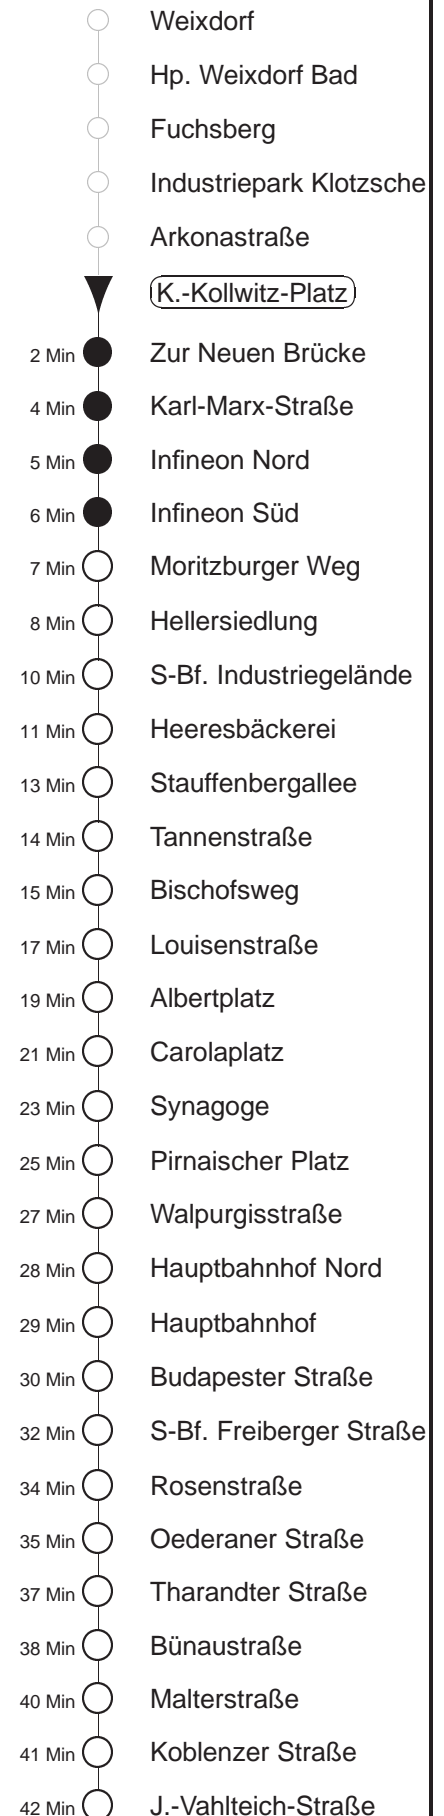 Weixdorf
Hp. Weixdorf Bad
Fuchsberg
Industriepark Klotzsche
Arkonastraße
K.-Kollwitz-Platz
2 Min Zur Neuen Brücke
4 Min Karl-Marx-Straße
5 Min Infineon Nord
6 Min Infineon Süd
7 Min Moritzburger Weg
8 Min Hellersiedlung
10 Min S-Bf. Industriegelände
11 Min Heeresbäckerei
13 Min Stauffenbergallee
14 Min Tannenstraße
15 Min Bischofsweg
17 Min Louisenstraße
19 Min Albertplatz
21 Min Carolaplatz
23 Min Synagoge
25 Min Pirnaischer Platz
27 Min Walpurgisstraße
28 Min Hauptbahnhof Nord
29 Min Hauptbahnhof
30 Min Budapester Straße
32 Min S-Bf. Freiberger Straße
34 Min Rosenstraße
35 Min Oederaner Straße
37 Min Tharandter Straße
38 Min Bünaustraße
40 Min Malterstraße
41 Min Koblenzer Straße
42 Min J.-Vahlteich-Straße